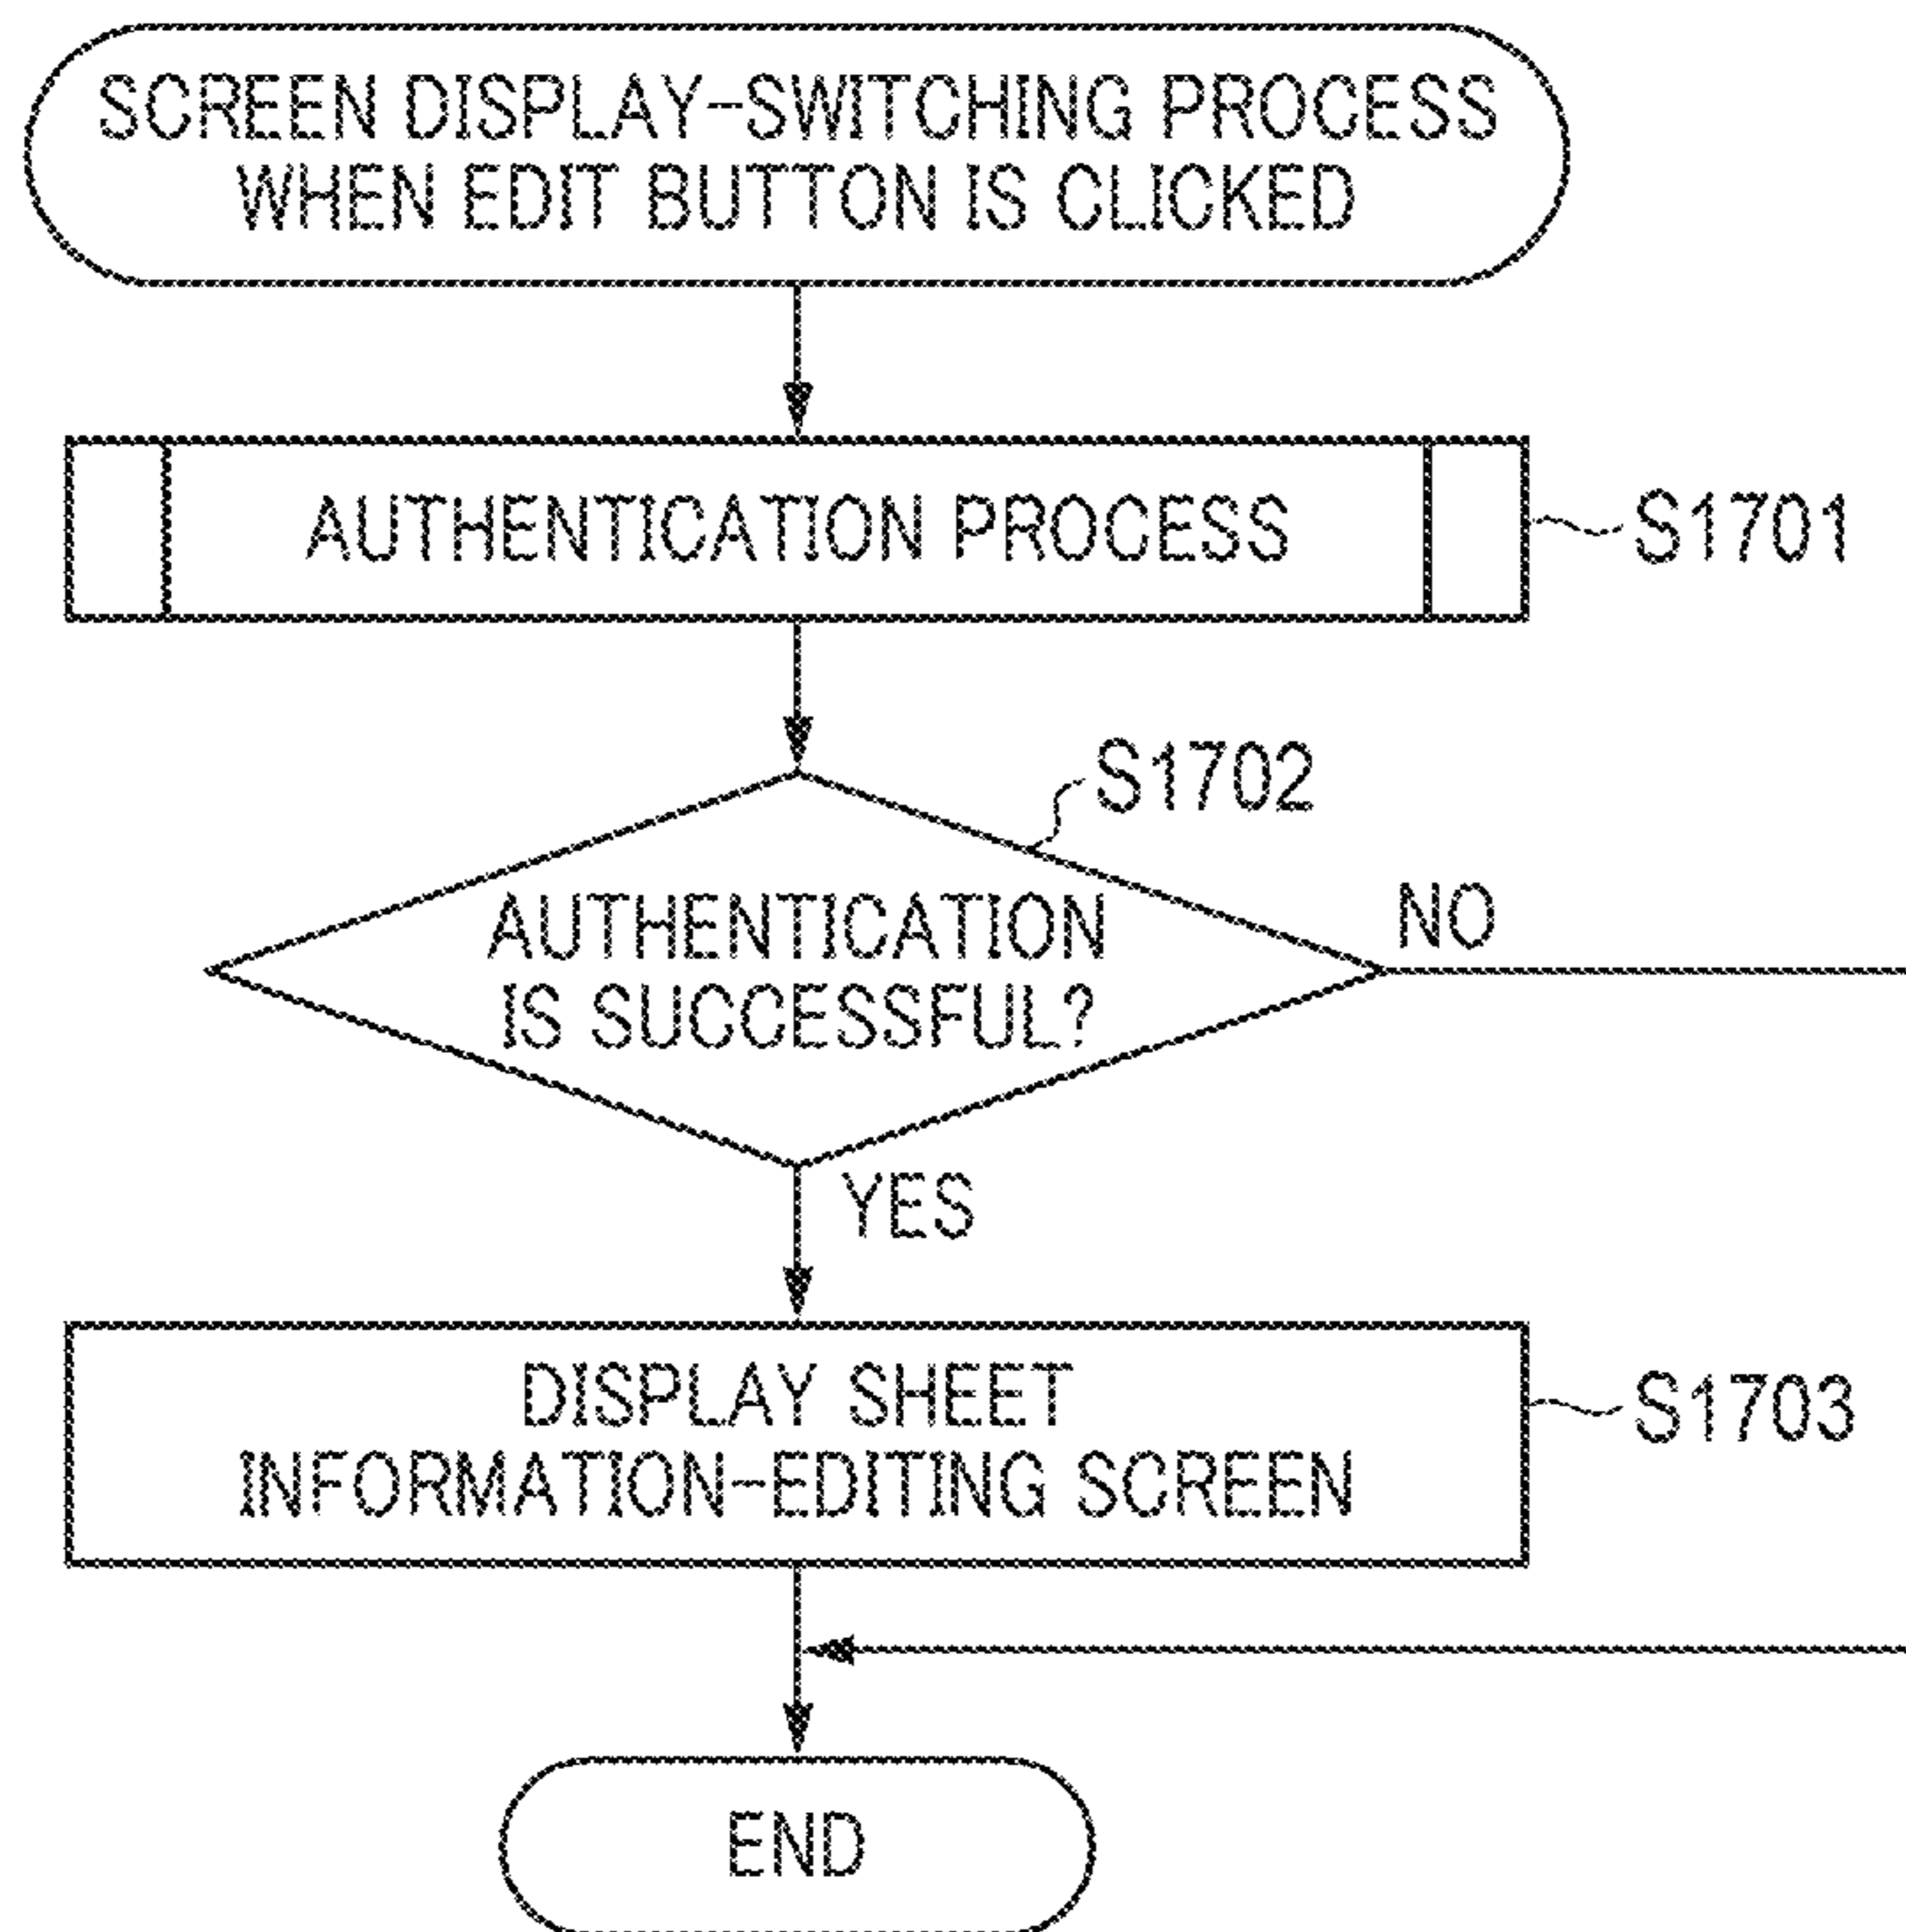 SCREEN DISPLAY-SWITCHING PROCESS
WHEN EDIT BUTTON IS CLICKED
AUTHENTICATION PROCESS
S1701
S1702
AUTHENTICATION
IS SUCCESSFUL?
NO
YES
DISPLAY SHEET
INFORMATION-EDITING SCREEN
S1703
END